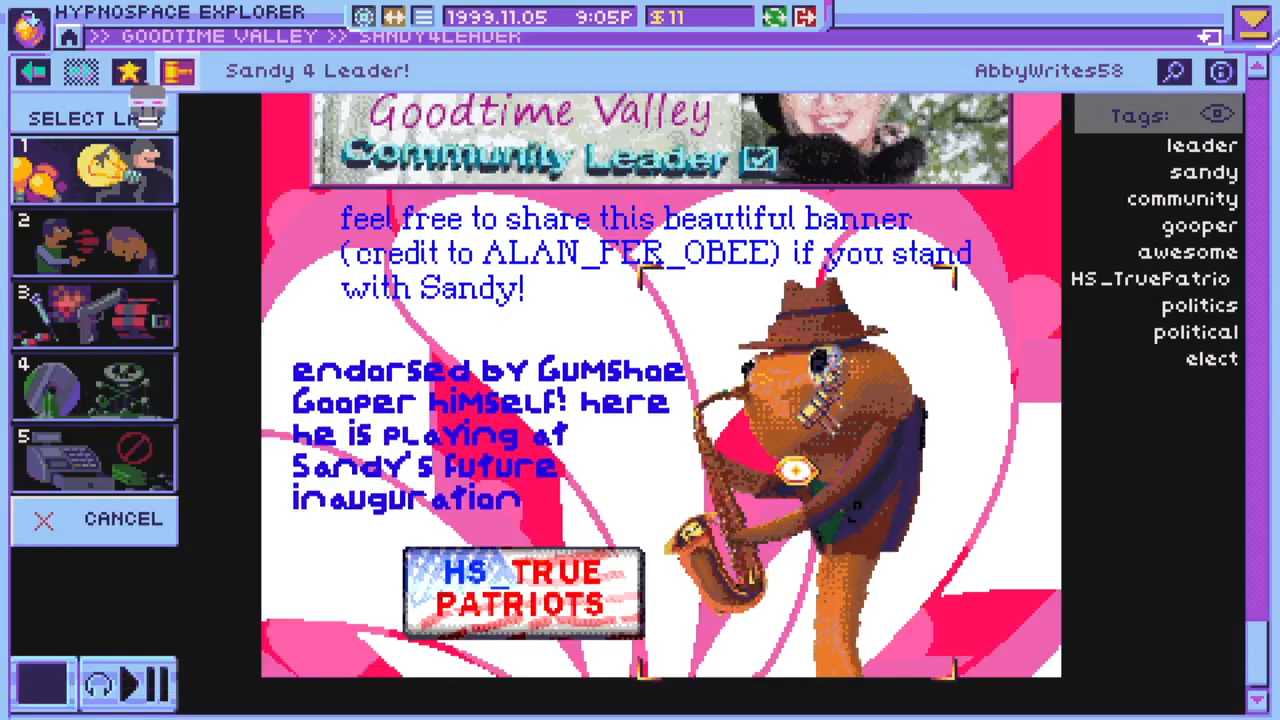 HYPNOSPACE EXPLORER
1999.11.05 9:05P
11
>> GOODTIME VALLEY >> SANDY4LEADER
Sandy 4 Leader!
AbbyWrites58
SELECT
1
2
3
4
5
CANCEL
Goodtime Valley
Community Leader
feel free to share this beautiful banner
(credit to ALAN_FER_OBEE) if you stand
with Sandy!
endorsed by Gumshoe
Gooper himself! here
he is playing at
Sandy's future
inauguration
HS_TRUE
PATRIOTS
Tags:
leader
sandy
community
gooper
awesome
HS_TruePatrio
politics
political
elect